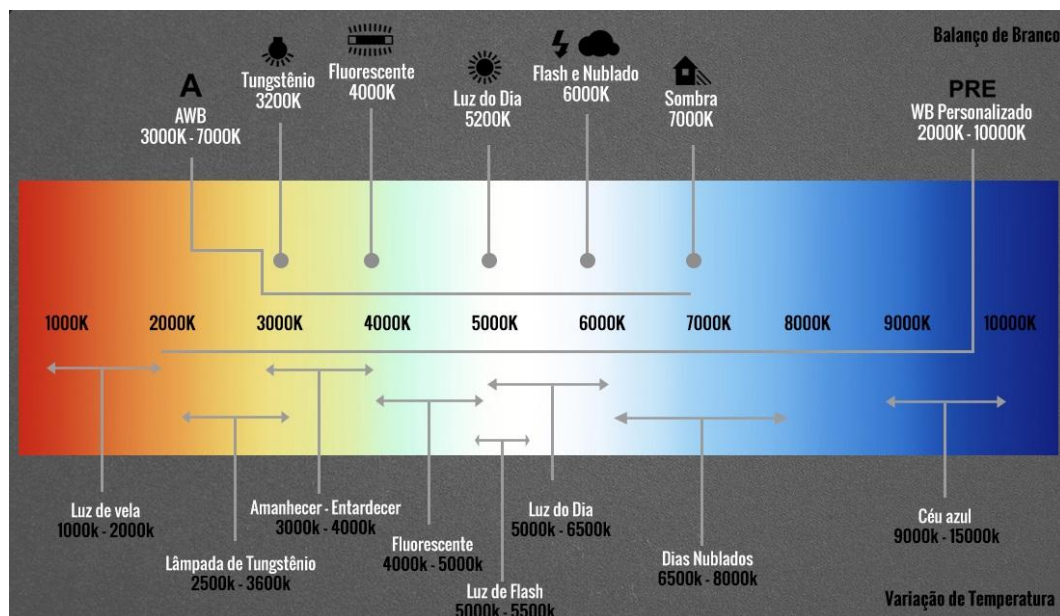 Balanço de Branco
A
AWB
3000K - 7000K
Tungstênio
3200K
Fluorescente
4000K
Luz do Dia
5200K
Flash e Nublado
6000K
Sombra
7000K
PRE
WB Personalizado
2000K - 10000K
1000K 2000K 3000K 4000K 5000K 6000K 7000K 8000K 9000K 10000K
Luz de vela
1000k - 2000k
Lâmpada de Tungstênio
2500k - 3600k
Amanhecer - Entardecer
3000k - 4000k
Fluorescente
4000k - 5000k
Luz de Flash
5000k - 5500k
Luz do Dia
5000k - 6500k
Dias Nublados
6500k - 8000k
Céu azul
9000k - 15000k
Variação de Temperatura